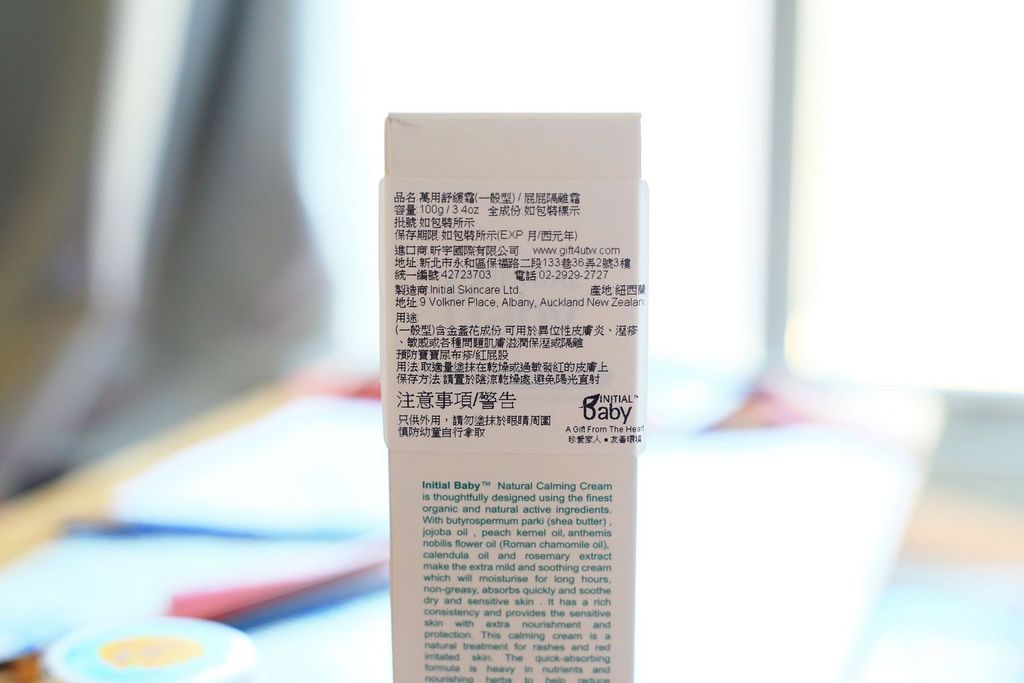 品名:萬用舒緩霜(一般型) / 屁屁隔離霜
容量:100g / 3.4oz 全成份:如包裝標示
批號:如包裝所示
保存期限:如包裝所示(EXP 月/西元年)
進口商:昕宇國際有限公司 www.gift4utw.com
地址:新北市永和區保福路二段133巷36弄2號3樓
統一編號:42723703 電話:02-2929-2727
製造商:Initial Skincare Ltd. 產地:紐西蘭
地址:9 Volkner Place, Albany, Auckland New Zealan
用途:
(一般型)含金盞花成份 可用於異位性皮膚炎、溼疹
、敏感或各種問題肌膚滋潤保溼或隔離
預防寶寶尿布疹/紅屁股
用法:取適量塗抹在乾燥或過敏發紅的皮膚上
保存方法:請置於陰涼乾燥處,避免陽光直射
注意事項/警告
只供外用，請勿塗抹於眼睛周圍
慎防幼童自行拿取
INITIAL™
Baby
A Gift From The Hear
珍愛家人 ● 友善環境
Initial Baby™ Natural Calming Cream
is thoughtfully designed using the finest
organic and natural active ingredients.
With butyrospermum parki (shea butter) ,
jojoba oil , peach kernel oil, anthemis
nobilis flower oil (Roman chamomile oil),
calendula oil and rosemary extract
make the extra mild and soothing cream
which will moisturise for long hours,
non-greasy, absorbs quickly and soothe
dry and sensitive skin . It has a rich
consistency and provides the sensitive
skin with extra nourishment and
protection. This calming cream is a
natural treatment for rashes and red
irritated skin. The quick-absorbing
formula is heavy in nutrients and
nourishing herbs to help reduce